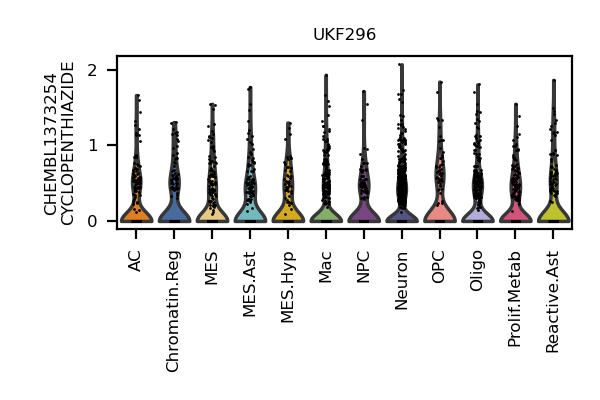 UKF296
CHEMBL1373254
CYCLOPENTHIAZIDE
2
1
0
AC
Chromatin.Reg
MES
MES.Ast
MES.Hyp
Mac
NPC
Neuron
OPC
Oligo
Prolif.Metab
Reactive.Ast